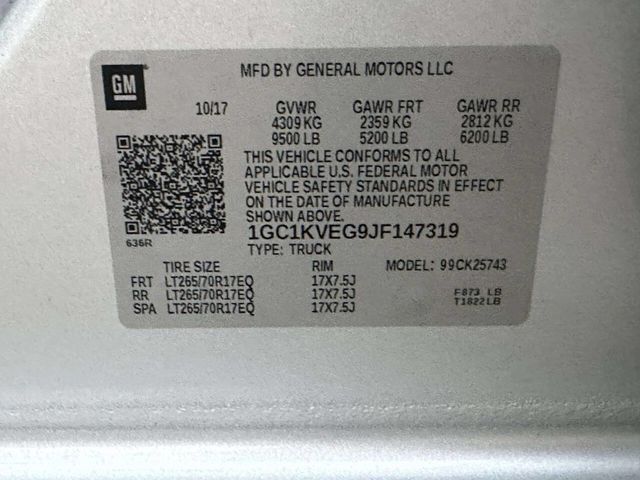 GM
MFD BY GENERAL MOTORS LLC
10/17 GVWR GAWR FRT GAWR RR
4309 KG 2359 KG 2812 KG
9500 LB 5200 LB 6200 LB
THIS VEHICLE CONFORMS TO ALL
APPLICABLE U.S. FEDERAL MOTOR
VEHICLE SAFETY STANDARDS IN EFFECT
ON THE DATE OF MANUFACTURE
SHOWN ABOVE.
636R
1GC1KVEG9JF147319
TYPE: TRUCK
TIRE SIZE RIM MODEL: 99CK25743
FRT LT265/70R17EQ 17X7.5J
RR LT265/70R17EQ 17X7.5J F873 LB
SPA LT265/70R17EQ 17X7.5J T1822LB